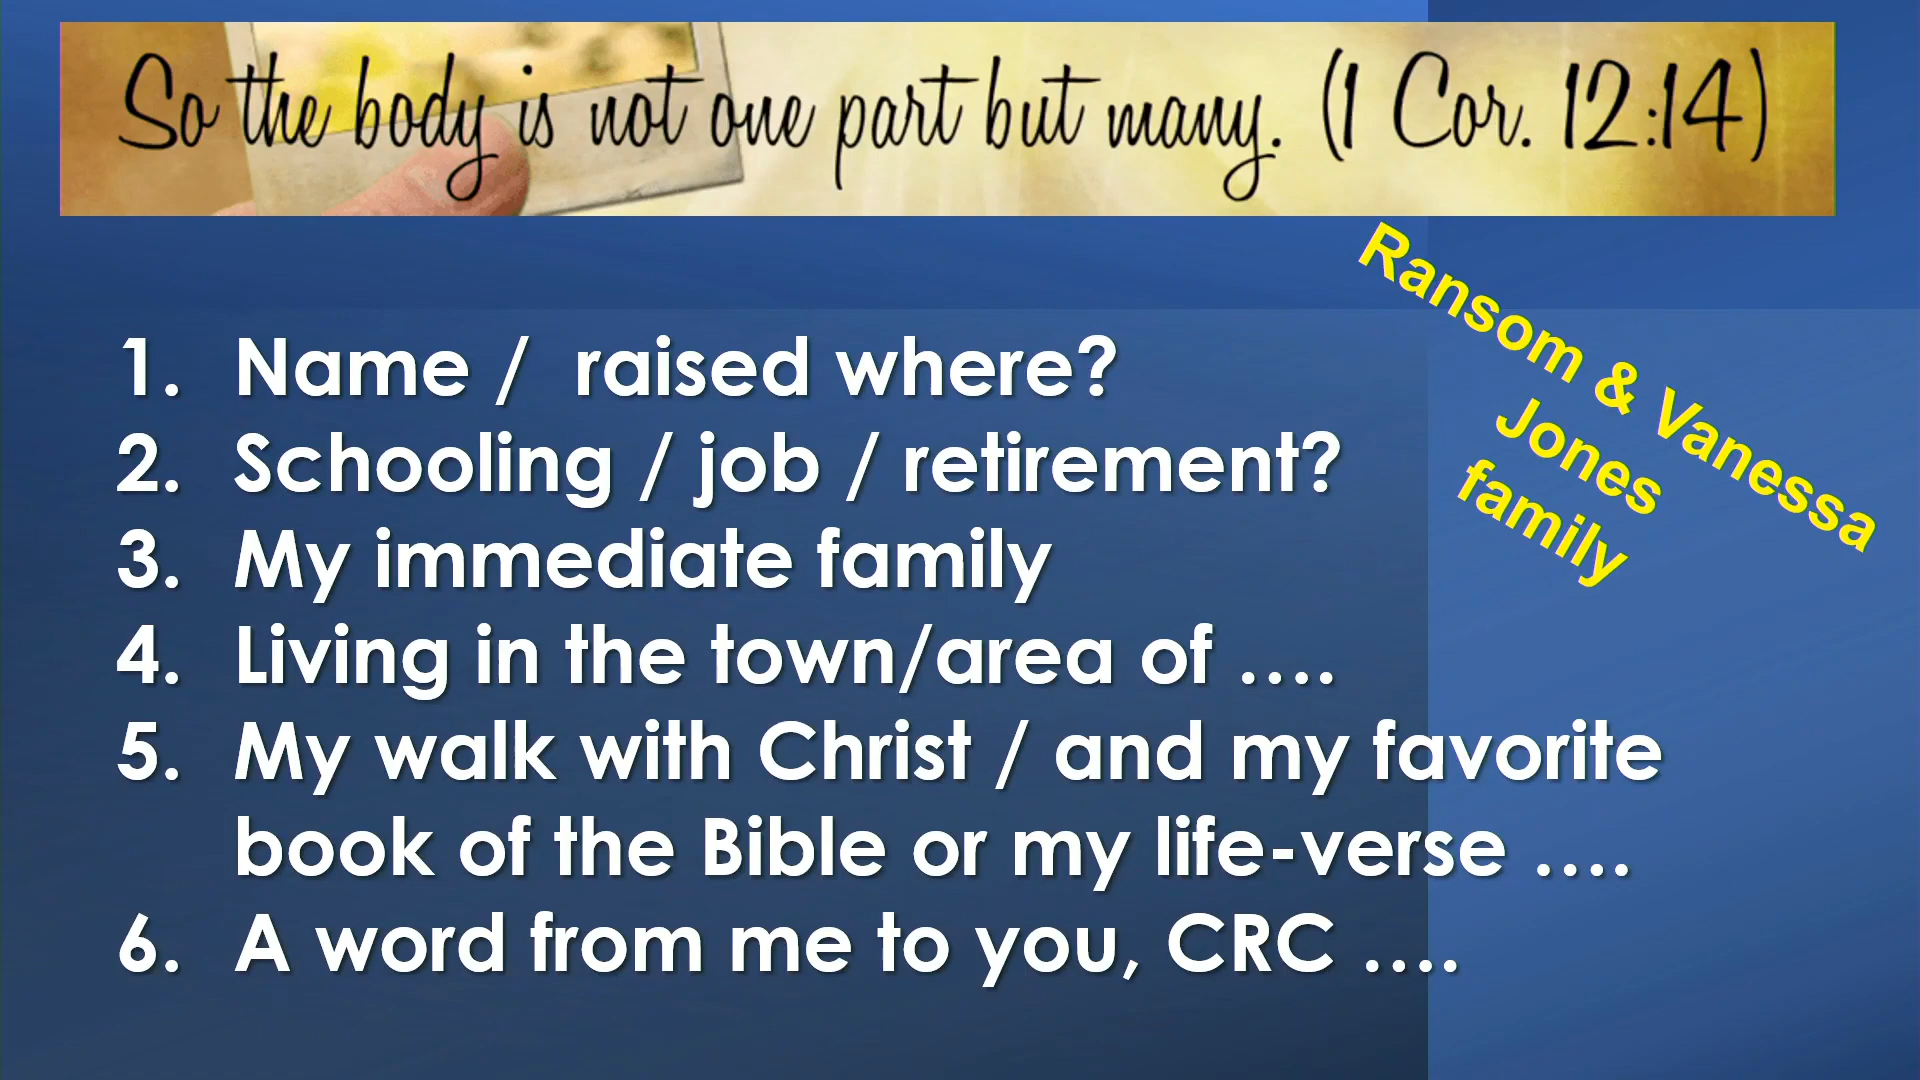 So the body is not one part but many. (1 Cor. 12:14)
Ransom & Vanessa
Jones
family
1. Name / raised where?
2. Schooling / job / retirement?
3. My immediate family
4. Living in the town/area of ….
5. My walk with Christ / and my favorite
book of the Bible or my life-verse ….
6. A word from me to you, CRC ….